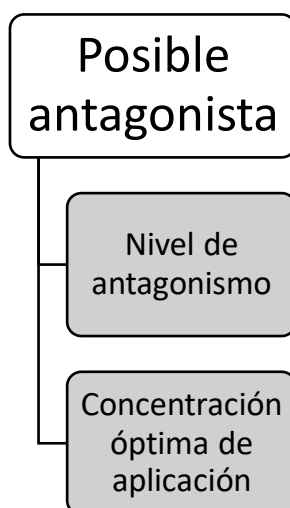 Posible
antagonista
Nivel de
antagonismo
Concentración
óptima de
aplicación